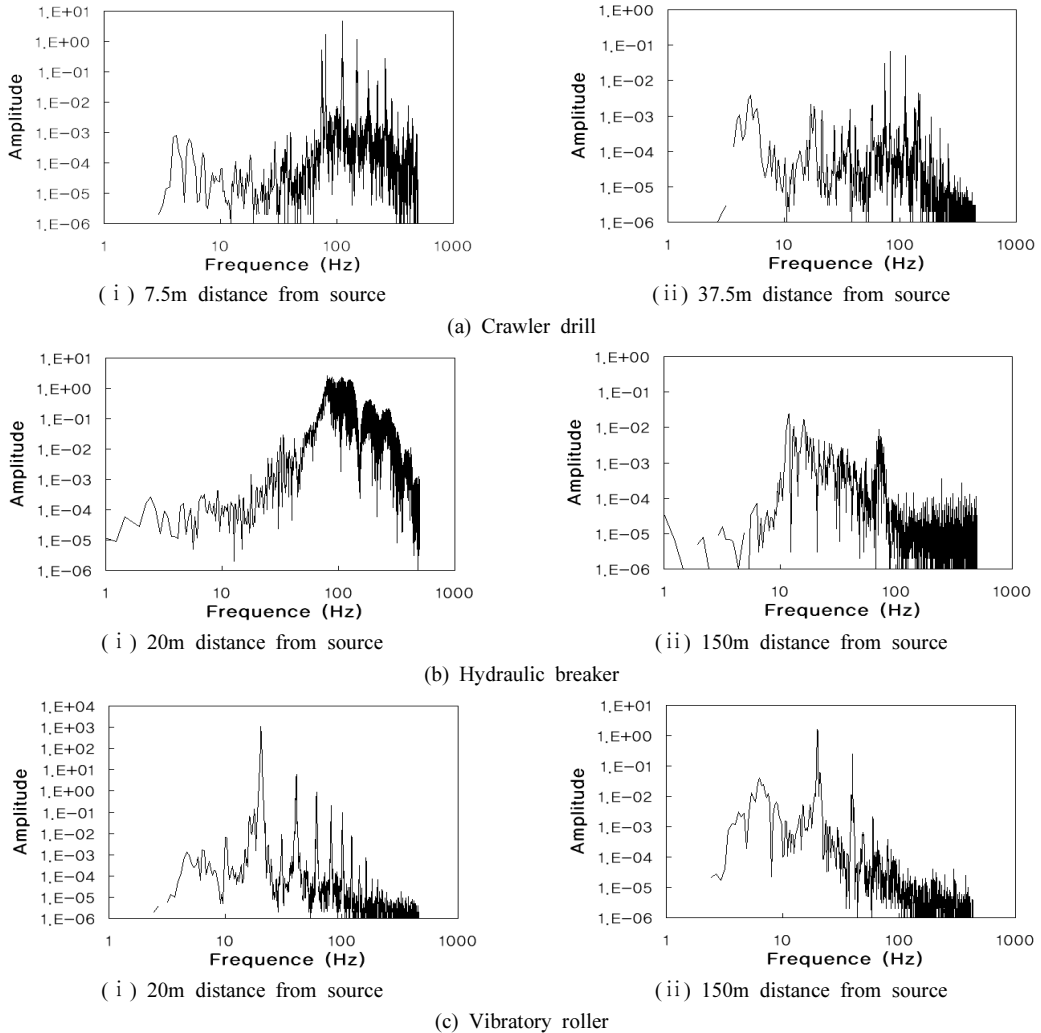 1.E+01
1.E+00
1.E-01
1.E-02
1.E-03
1.E-04
1.E-05
1.E-06
Amplitude
1 10 100 1000
Frequence (Hz)
(ⅰ) 7.5m distance from source
1.E+00
1.E-01
1.E-02
1.E-03
1.E-04
1.E-05
1.E-06
Amplitude
1 10 100 1000
Frequence (Hz)
(ⅱ) 37.5m distance from source
(a) Crawler drill
1.E+01
1.E+00
1.E-01
1.E-02
1.E-03
1.E-04
1.E-05
1.E-06
Amplitude
1 10 100 1000
Frequence (Hz)
(ⅰ) 20m distance from source
1.E+00
1.E-01
1.E-02
1.E-03
1.E-04
1.E-05
1.E-06
Amplitude
1 10 100 1000
Frequence (Hz)
(ⅱ) 150m distance from source
(b) Hydraulic breaker
1.E+04
1.E+03
1.E+02
1.E+01
1.E+00
1.E-01
1.E-02
1.E-03
1.E-04
1.E-05
1.E-06
Amplitude
1 10 100 1000
Frequence (Hz)
(ⅰ) 20m distance from source
1.E+01
1.E+00
1.E-01
1.E-02
1.E-03
1.E-04
1.E-05
1.E-06
Amplitude
1 10 100 1000
Frequence (Hz)
(ⅱ) 150m distance from source
(c) Vibratory roller